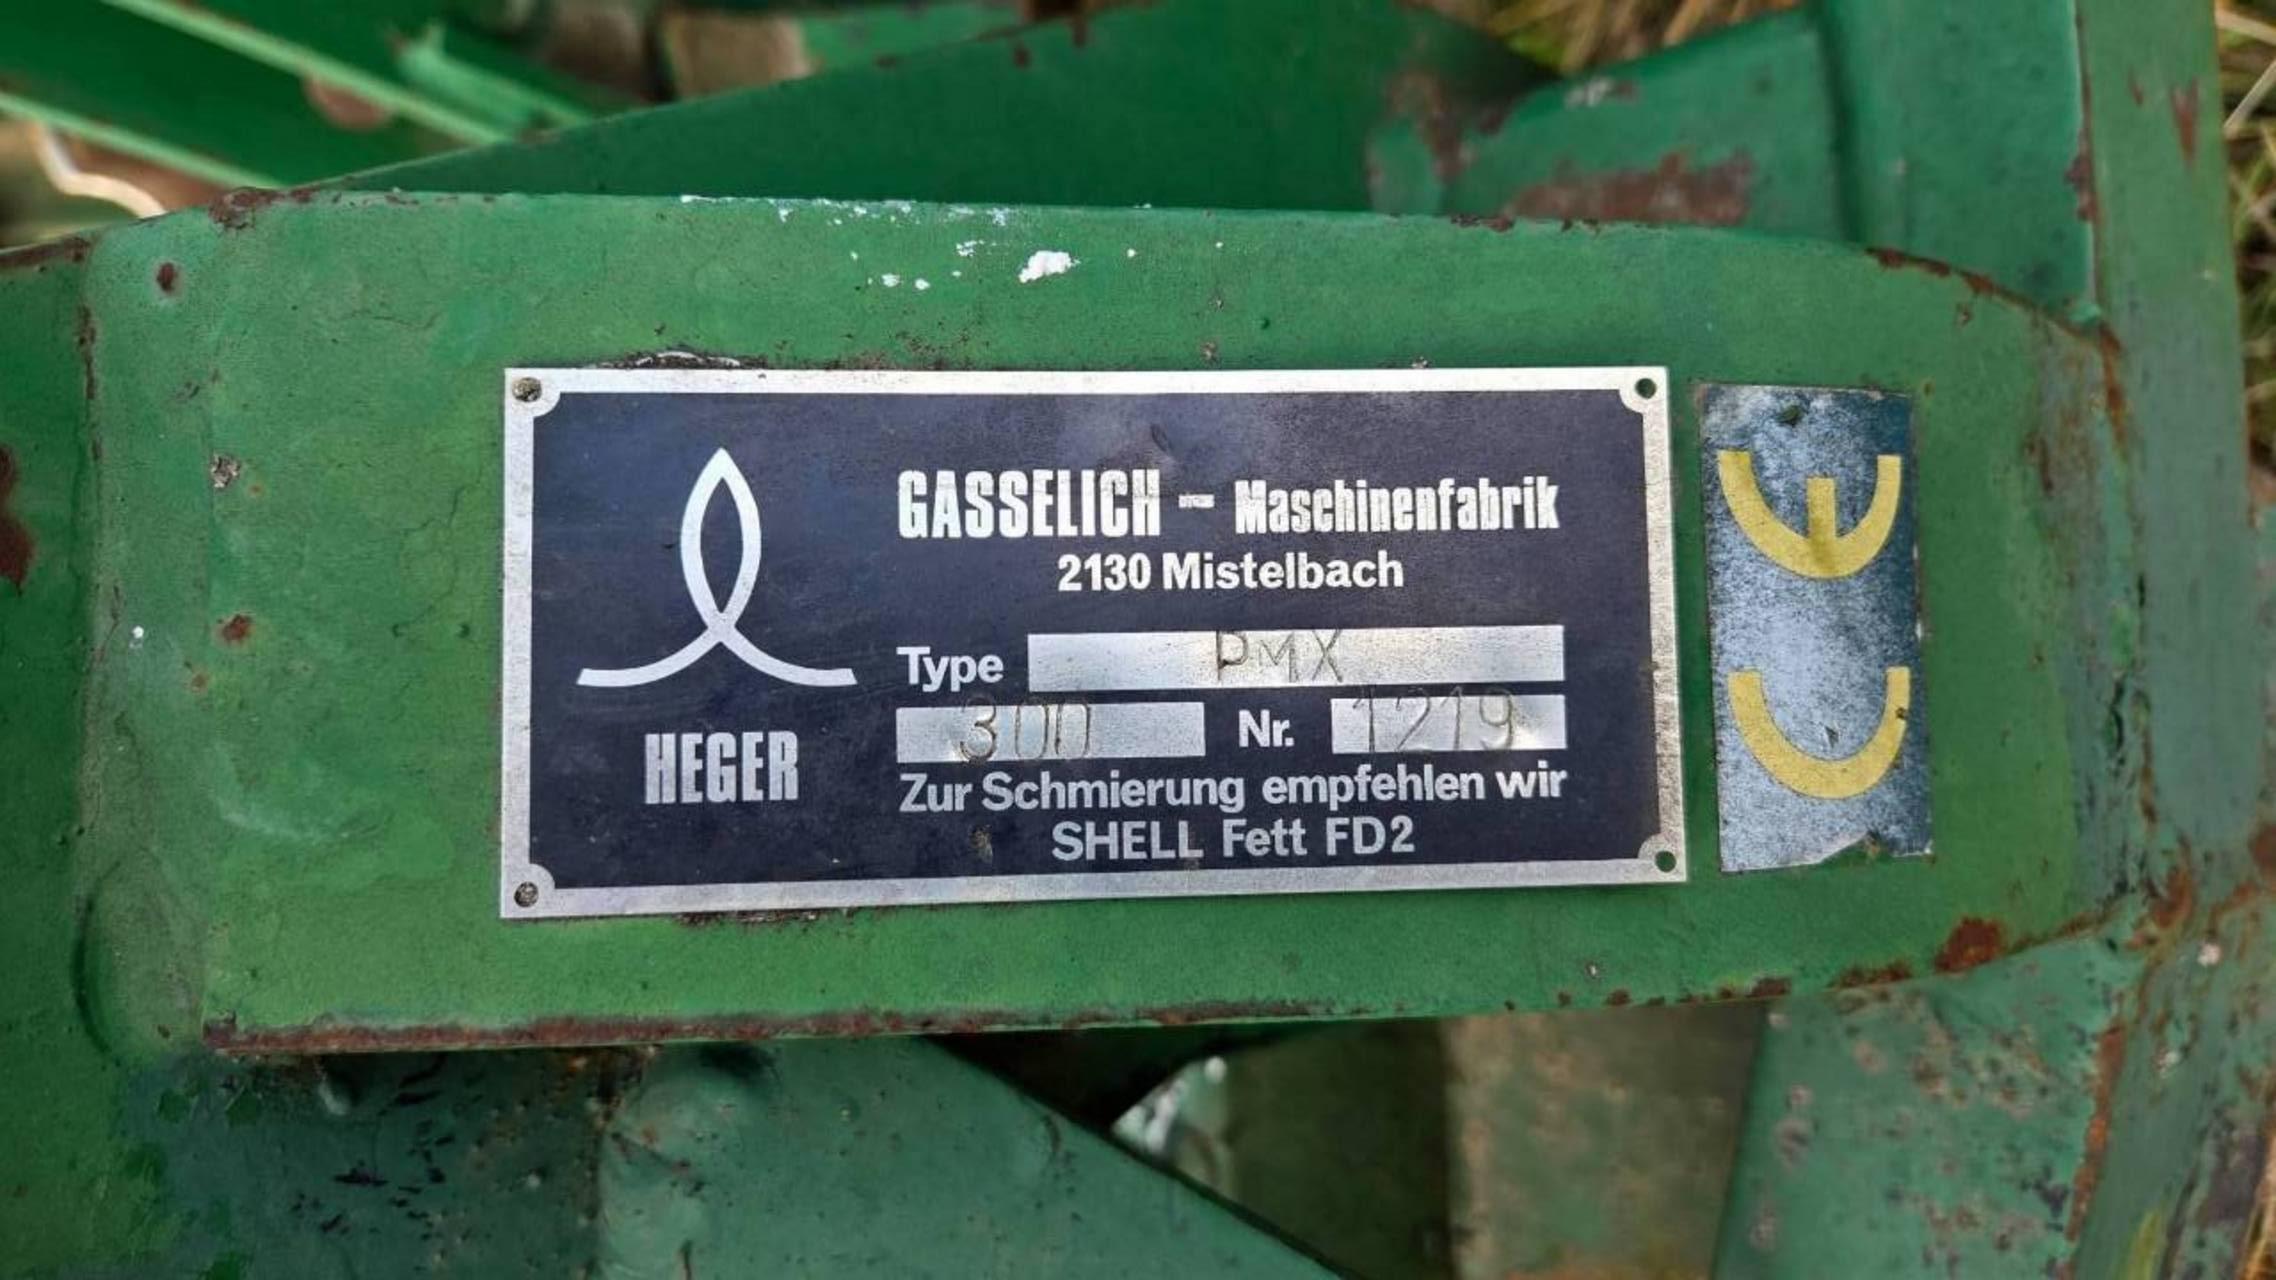 GASSELICH - Maschinenfabrik
2130 Mistelbach
Type PMX
300 Nr. 1219
HEGER
Zur Schmierung empfehlen wir
SHELL Fett FD2
CE